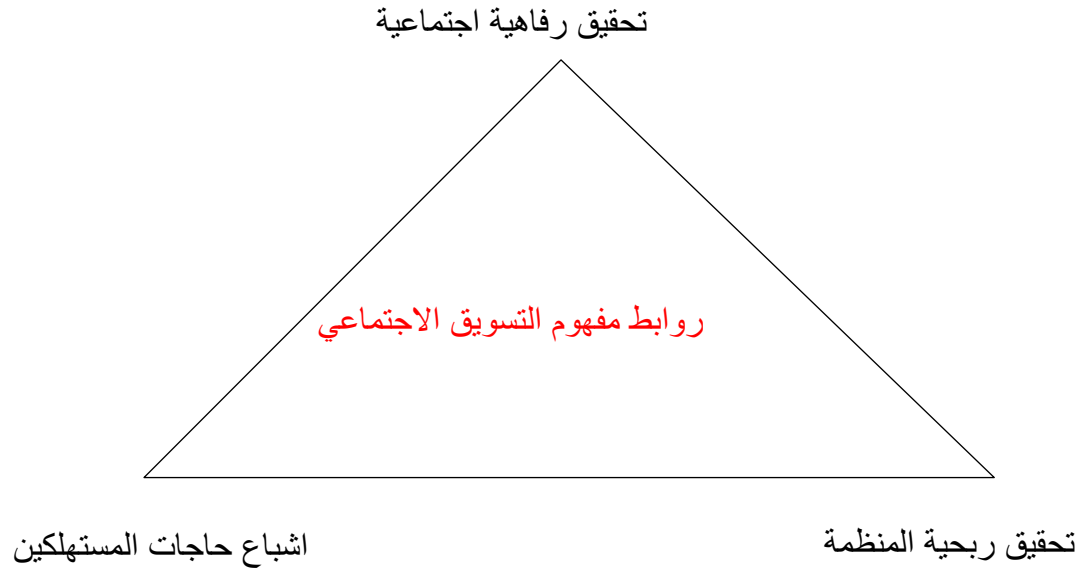 تحقيق رفاهية اجتماعية
روابط مفهوم التسويق الاجتماعي
تحقيق ربحية المنظمة
اشباع حاجات المستهلكين